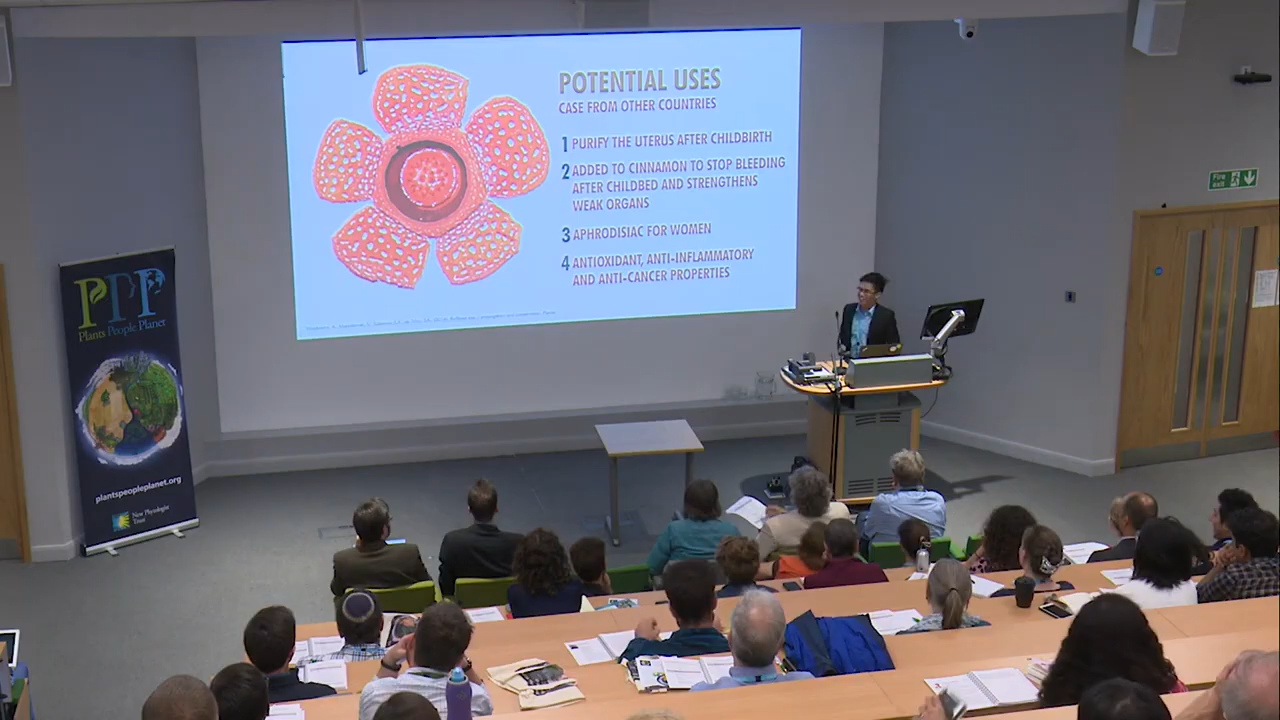 POTENTIAL USES
CASE FROM OTHER COUNTRIES
1 PURIFY THE UTERUS AFTER CHILDBIRTH
2 ADDED TO CINNAMON TO STOP BLEEDING
AFTER CHILDBED AND STRENGTHENS
WEAK ORGANS
3 APHRODISIAC FOR WOMEN
4 ANTIOXIDANT, ANTI-INFLAMMATORY
AND ANTI-CANCER PROPERTIES
Fire
exit
PPP
Plants People Planet
plantspeopleplanet.org
New Phytologist
Trust